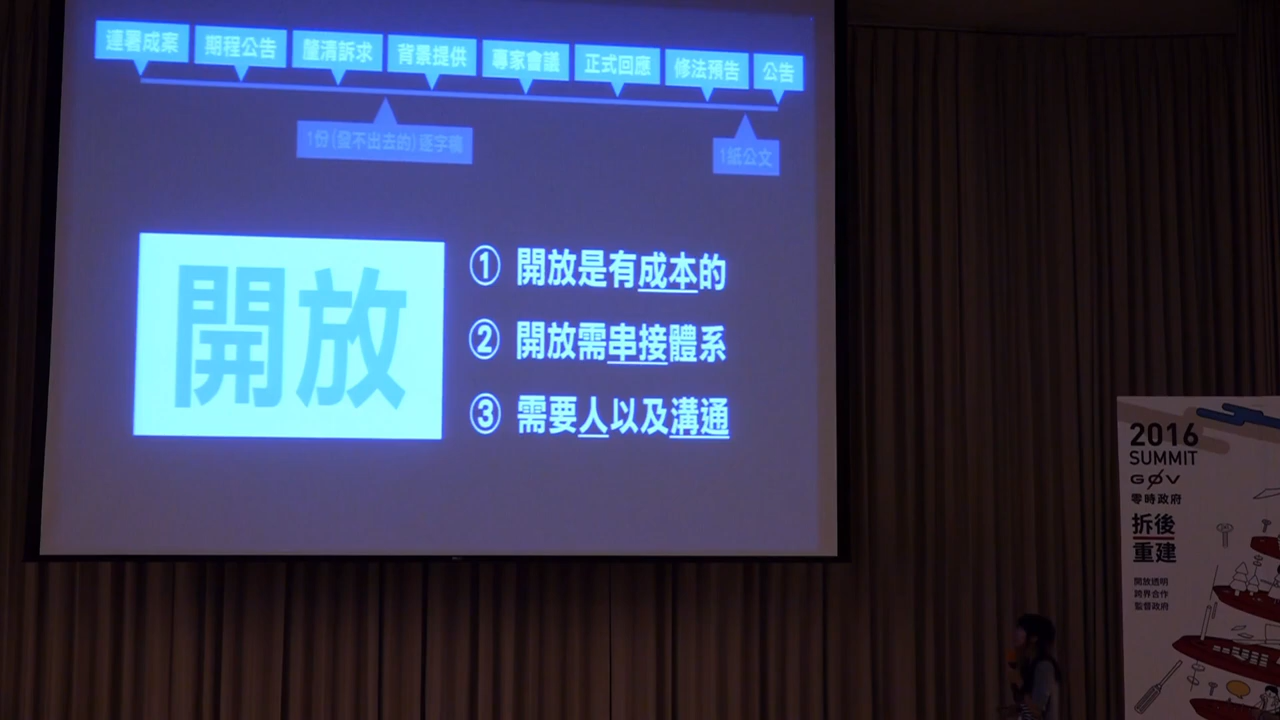 連署成案
期程公告
釐清訴求
背景提供
專家會議
正式回應
修法預告
公告
1份(發不出去的)逐字稿
1紙公文
開放
① 開放是有成本的
② 開放需串接體系
③ 需要人以及溝通
2016
SUMMIT
GØV
零時政府
拆後
重建
開放透明
跨界合作
監督政府